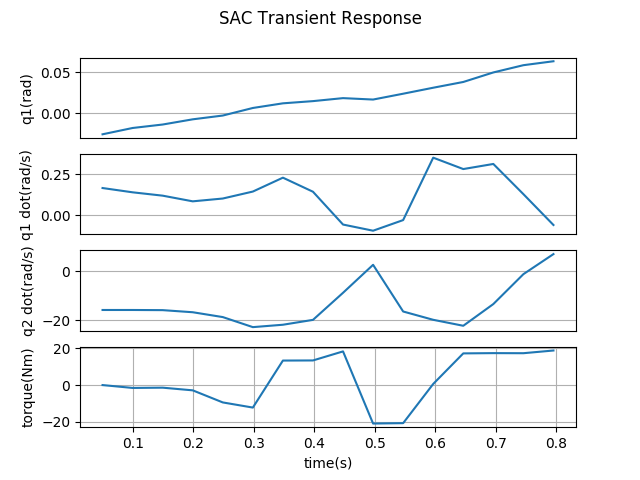 SAC Transient Response
q1(rad)
0.05
0.00
q1 dot(rad/s)
0.25
0.00
q2 dot(rad/s)
0
−20
torque(Nm)
20
0
−20
0.1 0.2 0.3 0.4 0.5 0.6 0.7 0.8
time(s)